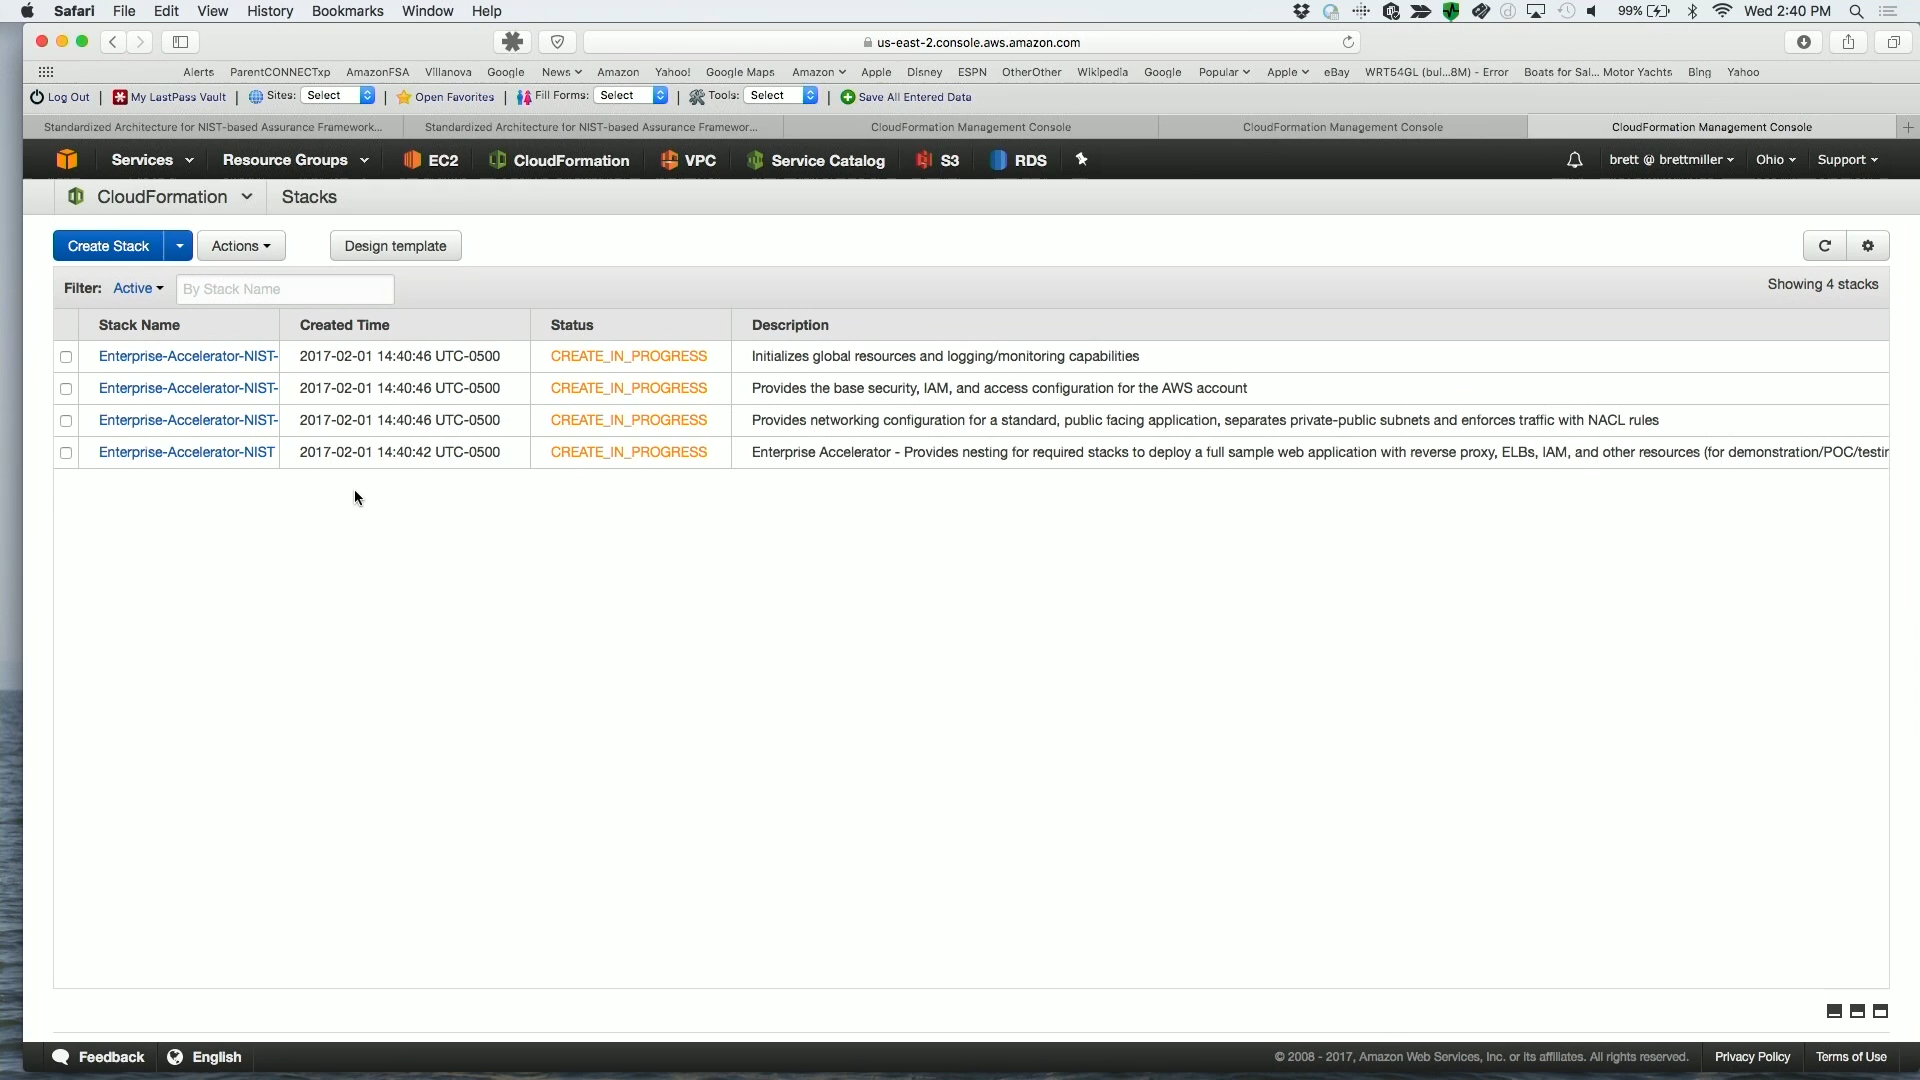 Safari File Edit View History Bookmarks Window Help 99% Wed 2:40 PM
us-east-2.console.aws.amazon.com
Alerts ParentCONNECTxp AmazonFSA Villanova Google News Amazon Yahoo! Google Maps Amazon Apple Disney ESPN OtherOther Wikipedia Google Popular Apple eBay WRT54GL (bul...8M) - Error Boats for Sal... Motor Yachts Bing Yahoo
Log Out | My LastPass Vault | Sites: Select | Open Favorites | Fill Forms: Select | Tools: Select | Save All Entered Data
Standardized Architecture for NIST-based Assurance Framework... Standardized Architecture for NIST-based Assurance Framewor... CloudFormation Management Console CloudFormation Management Console CloudFormation Management Console
Services Resource Groups EC2 CloudFormation VPC Service Catalog S3 RDS brett @ brettmiller Ohio Support
CloudFormation Stacks
Create Stack Actions Design template
Filter: Active By Stack Name Showing 4 stacks
Stack Name Created Time Status Description
Enterprise-Accelerator-NIST- 2017-02-01 14:40:46 UTC-0500 CREATE_IN_PROGRESS Initializes global resources and logging/monitoring capabilities
Enterprise-Accelerator-NIST- 2017-02-01 14:40:46 UTC-0500 CREATE_IN_PROGRESS Provides the base security, IAM, and access configuration for the AWS account
Enterprise-Accelerator-NIST- 2017-02-01 14:40:46 UTC-0500 CREATE_IN_PROGRESS Provides networking configuration for a standard, public facing application, separates private-public subnets and enforces traffic with NACL rules
Enterprise-Accelerator-NIST 2017-02-01 14:40:42 UTC-0500 CREATE_IN_PROGRESS Enterprise Accelerator - Provides nesting for required stacks to deploy a full sample web application with reverse proxy, ELBs, IAM, and other resources (for demonstration/POC/testin
Feedback English © 2008 - 2017, Amazon Web Services, Inc. or its affiliates. All rights reserved. Privacy Policy Terms of Use